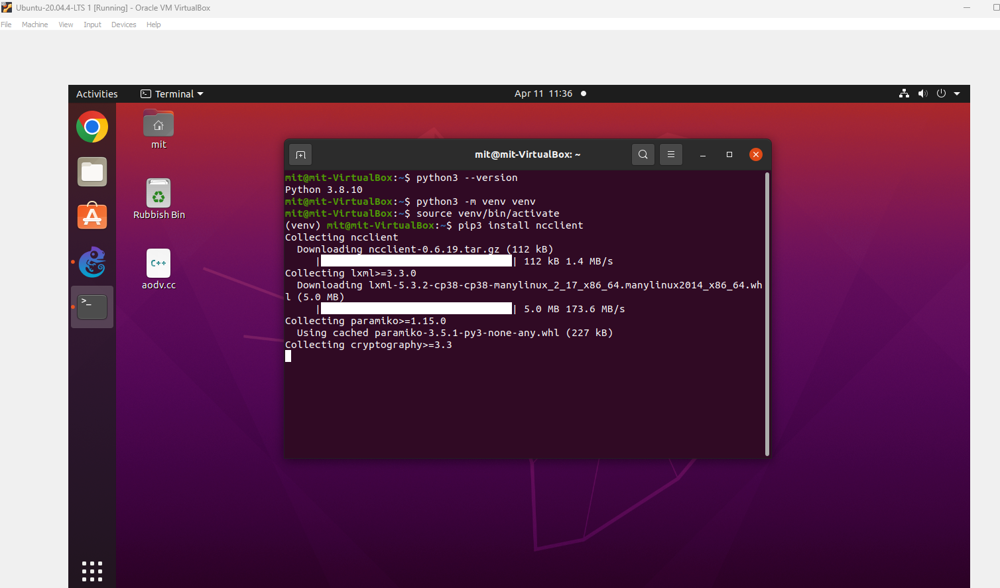 Ubuntu-20.04.4-LTS 1 [Running] - Oracle VM VirtualBox
File Machine View Input Devices Help
Activities Terminal Apr 11 11:36
mit
Rubbish Bin
C++
aodv.cc
mit@mit-VirtualBox: ~
mit@mit-VirtualBox:~$ python3 --version
Python 3.8.10
mit@mit-VirtualBox:~$ python3 -m venv venv
mit@mit-VirtualBox:~$ source venv/bin/activate
(venv) mit@mit-VirtualBox:~$ pip3 install ncclient
Collecting ncclient
  Downloading ncclient-0.6.19.tar.gz (112 kB)
     |                                | 112 kB 1.4 MB/s
Collecting lxml>=3.3.0
  Downloading lxml-5.3.2-cp38-cp38-manylinux_2_17_x86_64.manylinux2014_x86_64.wh
l (5.0 MB)
     |                                | 5.0 MB 173.6 MB/s
Collecting paramiko>=1.15.0
  Using cached paramiko-3.5.1-py3-none-any.whl (227 kB)
Collecting cryptography>=3.3